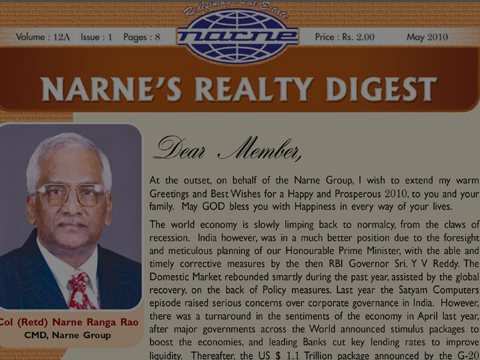 Redefining Real Estate
narne
Volume : 12A Issue : 1 Pages : 8
Price : Rs. 2.00 May 2010
NARNE'S REALTY DIGEST
Dear Member,
At the outset, on behalf of the Narne Group, I wish to extend my warm
Greetings and Best Wishes for a Happy and Prosperous 2010, to you and your
family. May GOD bless you with Happiness in every way of your lives.
The world economy is slowly limping back to normalcy, from the claws of
recession. India however, was in a much better position due to the foresight
and meticulous planning of our Honourable Prime Minister, with the able and
timely corrective measures by the then RBI Governor Sri. Y V Reddy. The
Domestic Market rebounded smartly during the past year, assisted by the global
recovery, on the back of Policy measures. Last year the Satyam Computers
episode raised serious concerns over corporate governance in India. However,
there was a turnaround in the sentiments of the economy in April last year,
after major governments across the World announced stimulus packages to
boost the economies, and leading Banks cut key lending rates to improve
liquidity. Thereafter, the US $ 1.1 Trillion package announced by the G-20
Col (Retd) Narne Ranga Rao
CMD, Narne Group